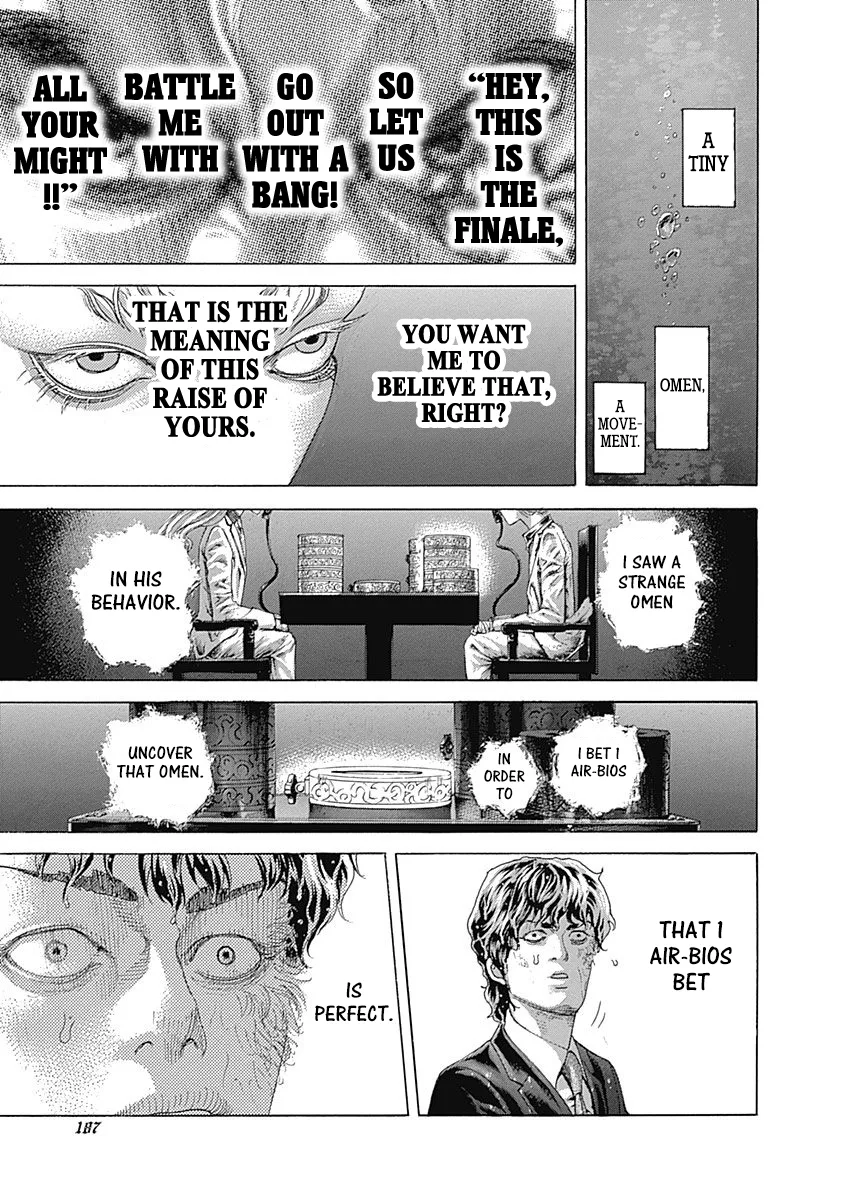 A
TINY
OMEN,
A
MOVE-
MENT.
"HEY,
THIS
IS
THE
FINALE,
SO
LET
US
GO
OUT
WITH A
BANG!
BATTLE
ME
WITH
ALL
YOUR
MIGHT
!!"
YOU WANT
ME TO
BELIEVE THAT,
RIGHT?
THAT IS THE
MEANING
OF THIS
RAISE OF
YOURS.
I SAW A
STRANGE
OMEN
IN HIS
BEHAVIOR.
I BET 1
AIR-BIOS
IN
ORDER
TO
UNCOVER
THAT OMEN.
THAT 1
AIR-BIOS
BET
IS
PERFECT.
187